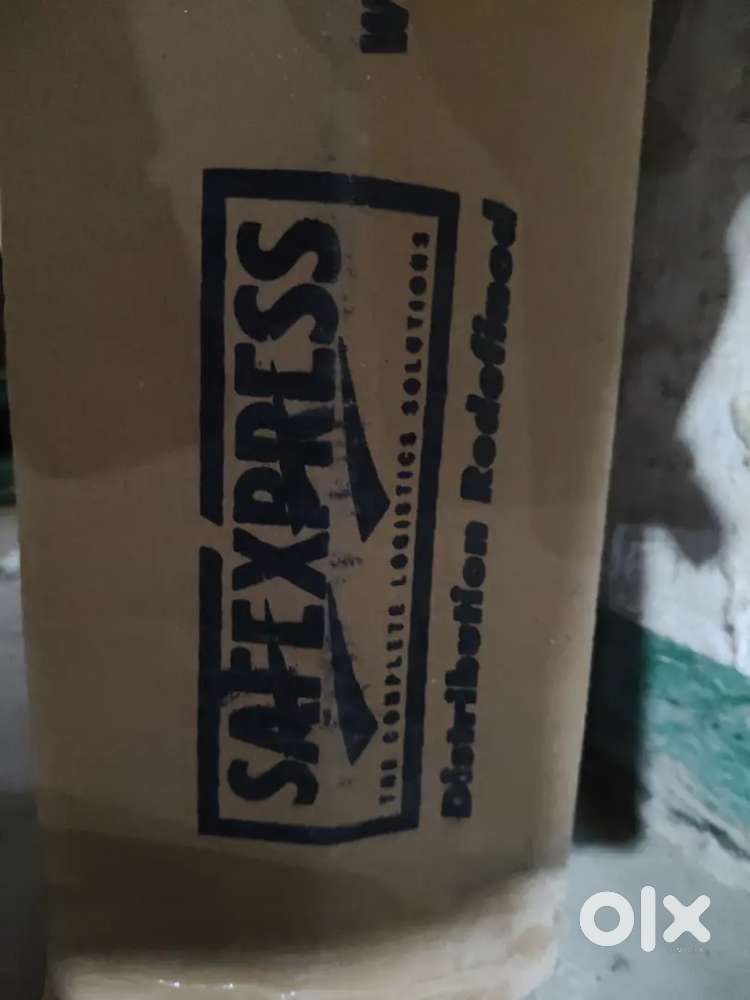 W
SAFEXPRESS
THE COMPLETE LOGISTICS SOLUTIONS
Distribution Redefined
olx